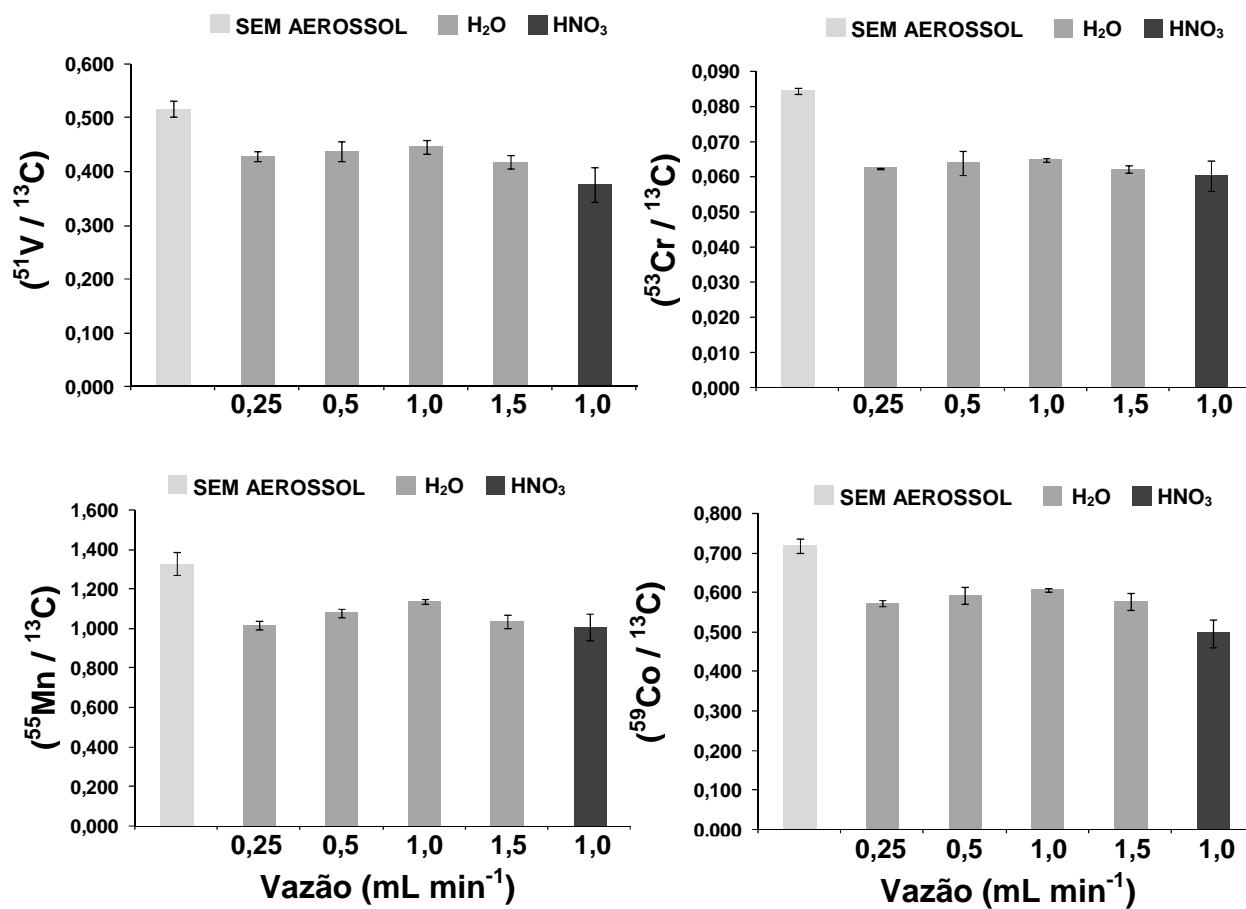 SEM AEROSSOL H₂O HNO₃
0,600
0,500
0,400
0,300
0,200
0,100
0,000
(⁵¹V / ¹³C)
0,25 0,5 1,0 1,5 1,0
SEM AEROSSOL H₂O HNO₃
0,090
0,080
0,070
0,060
0,050
0,040
0,030
0,020
0,010
0,000
(⁵³Cr / ¹³C)
0,25 0,5 1,0 1,5 1,0
SEM AEROSSOL H₂O HNO₃
1,600
1,400
1,200
1,000
0,800
0,600
0,400
0,200
0,000
(⁵⁵Mn / ¹³C)
0,25 0,5 1,0 1,5 1,0
Vazão (mL min⁻¹)
SEM AEROSSOL H₂O HNO₃
0,800
0,700
0,600
0,500
0,400
0,300
0,200
0,100
0.000
(⁵⁹Co / ¹³C)
0,25 0,5 1,0 1,5 1,0
Vazão (mL min⁻¹)